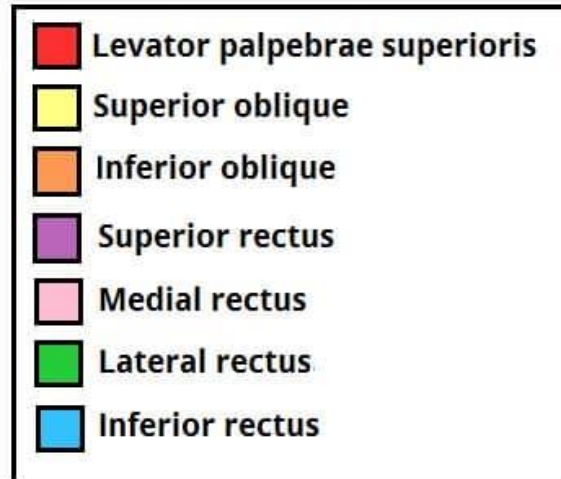 Levator palpebrae superioris
Superior oblique
Inferior oblique
Superior rectus
Medial rectus
Lateral rectus
Inferior rectus